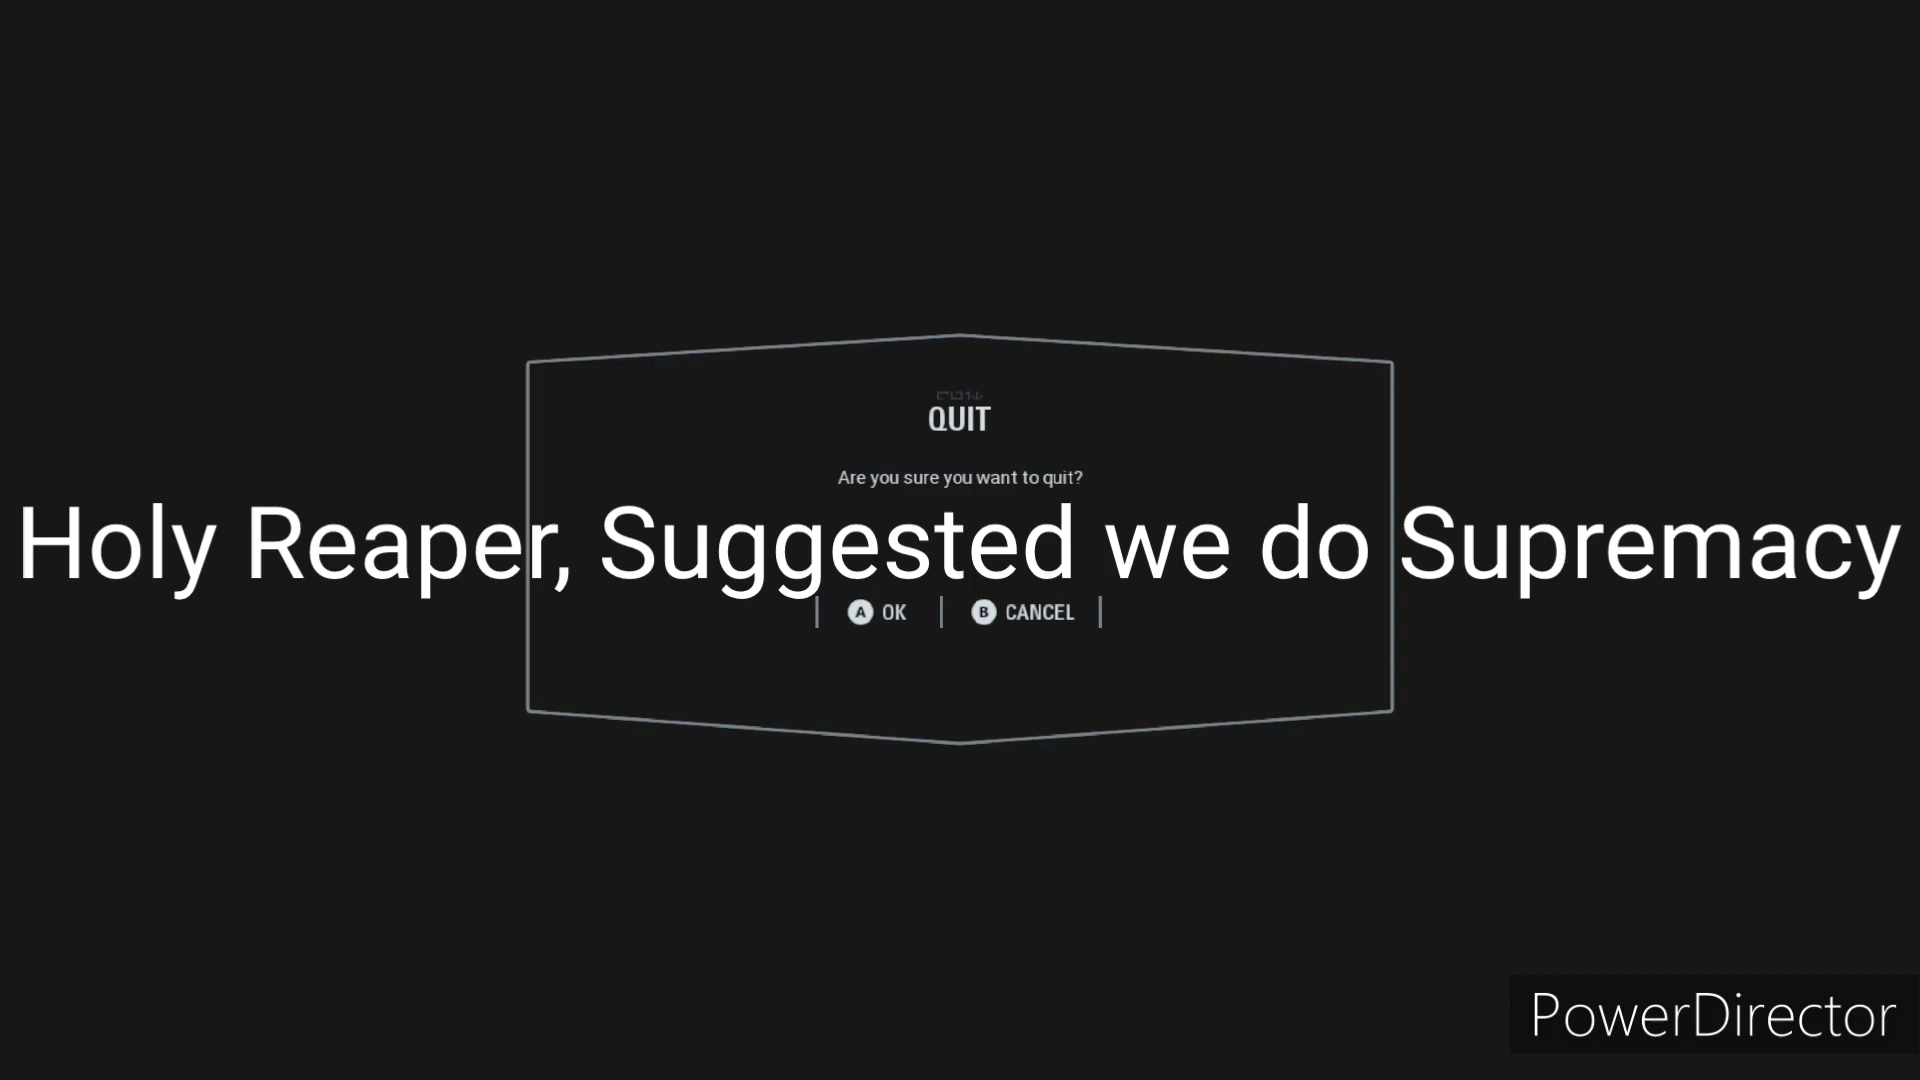 QUIT
Are you sure you want to quit?
Holy Reaper, Suggested we do Supremacy
A OK B CANCEL
PowerDirector